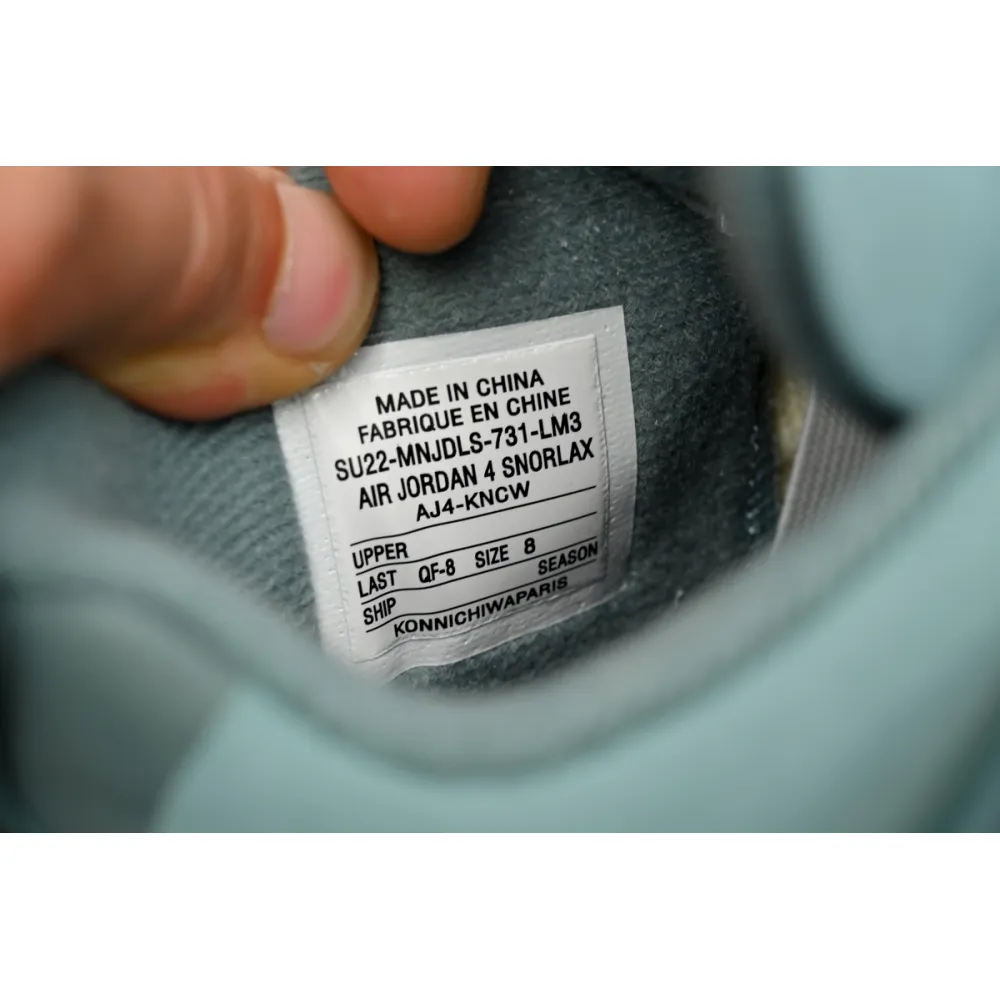 MADE IN CHINA
FABRIQUE EN CHINE
SU22-MNJDLS-731-LM3
AIR JORDAN 4 SNORLAX
AJ4-KNCW
UPPER
LAST QF-8 SIZE 8
SHIP SEASON
KONNICHIWAPARIS